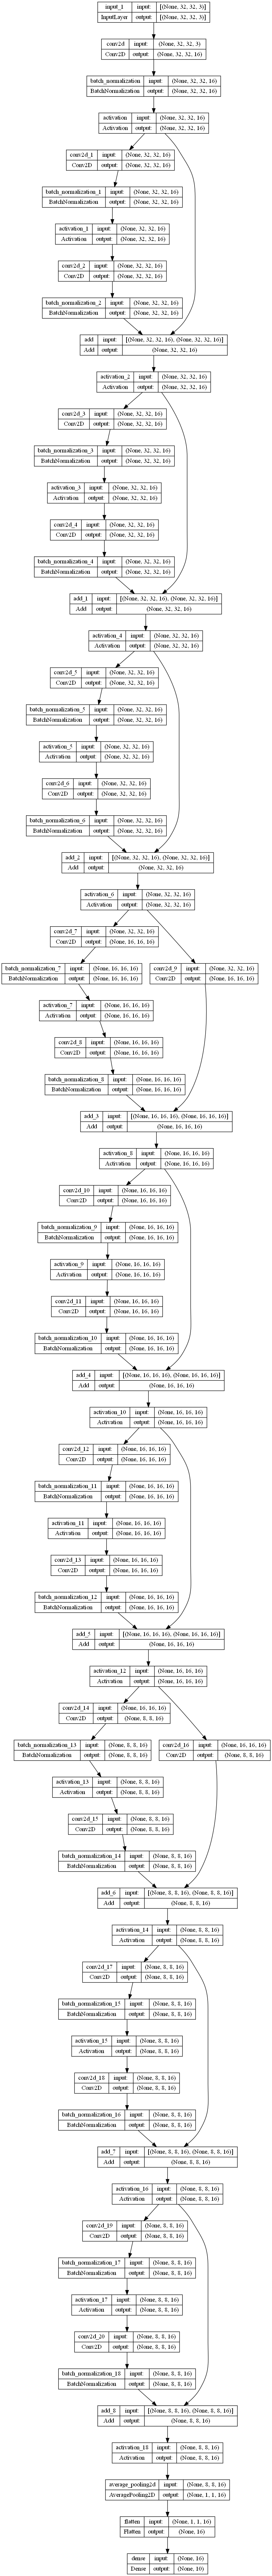 input_1 input: [(None, 32, 32, 3)]
InputLayer output: [(None, 32, 32, 3)]
conv2d input: (None, 32, 32, 3)
Conv2D output: (None, 32, 32, 16)
batch_normalization input: (None, 32, 32, 16)
BatchNormalization output: (None, 32, 32, 16)
activation input: (None, 32, 32, 16)
Activation output: (None, 32, 32, 16)
conv2d_1 input: (None, 32, 32, 16)
Conv2D output: (None, 32, 32, 16)
batch_normalization_1 input: (None, 32, 32, 16)
BatchNormalization output: (None, 32, 32, 16)
activation_1 input: (None, 32, 32, 16)
Activation output: (None, 32, 32, 16)
conv2d_2 input: (None, 32, 32, 16)
Conv2D output: (None, 32, 32, 16)
batch_normalization_2 input: (None, 32, 32, 16)
BatchNormalization output: (None, 32, 32, 16)
add input: [(None, 32, 32, 16), (None, 32, 32, 16)]
Add output: (None, 32, 32, 16)
activation_2 input: (None, 32, 32, 16)
Activation output: (None, 32, 32, 16)
conv2d_3 input: (None, 32, 32, 16)
Conv2D output: (None, 32, 32, 16)
batch_normalization_3 input: (None, 32, 32, 16)
BatchNormalization output: (None, 32, 32, 16)
activation_3 input: (None, 32, 32, 16)
Activation output: (None, 32, 32, 16)
conv2d_4 input: (None, 32, 32, 16)
Conv2D output: (None, 32, 32, 16)
batch_normalization_4 input: (None, 32, 32, 16)
BatchNormalization output: (None, 32, 32, 16)
add_1 input: [(None, 32, 32, 16), (None, 32, 32, 16)]
Add output: (None, 32, 32, 16)
activation_4 input: (None, 32, 32, 16)
Activation output: (None, 32, 32, 16)
conv2d_5 input: (None, 32, 32, 16)
Conv2D output: (None, 32, 32, 16)
batch_normalization_5 input: (None, 32, 32, 16)
BatchNormalization output: (None, 32, 32, 16)
activation_5 input: (None, 32, 32, 16)
Activation output: (None, 32, 32, 16)
conv2d_6 input: (None, 32, 32, 16)
Conv2D output: (None, 32, 32, 16)
batch_normalization_6 input: (None, 32, 32, 16)
BatchNormalization output: (None, 32, 32, 16)
add_2 input: [(None, 32, 32, 16), (None, 32, 32, 16)]
Add output: (None, 32, 32, 16)
activation_6 input: (None, 32, 32, 16)
Activation output: (None, 32, 32, 16)
conv2d_7 input: (None, 32, 32, 16)
Conv2D output: (None, 16, 16, 16)
batch_normalization_7 input: (None, 16, 16, 16)
BatchNormalization output: (None, 16, 16, 16)
conv2d_9 input: (None, 32, 32, 16)
Conv2D output: (None, 16, 16, 16)
activation_7 input: (None, 16, 16, 16)
Activation output: (None, 16, 16, 16)
conv2d_8 input: (None, 16, 16, 16)
Conv2D output: (None, 16, 16, 16)
batch_normalization_8 input: (None, 16, 16, 16)
BatchNormalization output: (None, 16, 16, 16)
add_3 input: [(None, 16, 16, 16), (None, 16, 16, 16)]
Add output: (None, 16, 16, 16)
activation_8 input: (None, 16, 16, 16)
Activation output: (None, 16, 16, 16)
conv2d_10 input: (None, 16, 16, 16)
Conv2D output: (None, 16, 16, 16)
batch_normalization_9 input: (None, 16, 16, 16)
BatchNormalization output: (None, 16, 16, 16)
activation_9 input: (None, 16, 16, 16)
Activation output: (None, 16, 16, 16)
conv2d_11 input: (None, 16, 16, 16)
Conv2D output: (None, 16, 16, 16)
batch_normalization_10 input: (None, 16, 16, 16)
BatchNormalization output: (None, 16, 16, 16)
add_4 input: [(None, 16, 16, 16), (None, 16, 16, 16)]
Add output: (None, 16, 16, 16)
activation_10 input: (None, 16, 16, 16)
Activation output: (None, 16, 16, 16)
conv2d_12 input: (None, 16, 16, 16)
Conv2D output: (None, 16, 16, 16)
batch_normalization_11 input: (None, 16, 16, 16)
BatchNormalization output: (None, 16, 16, 16)
activation_11 input: (None, 16, 16, 16)
Activation output: (None, 16, 16, 16)
conv2d_13 input: (None, 16, 16, 16)
Conv2D output: (None, 16, 16, 16)
batch_normalization_12 input: (None, 16, 16, 16)
BatchNormalization output: (None, 16, 16, 16)
add_5 input: [(None, 16, 16, 16), (None, 16, 16, 16)]
Add output: (None, 16, 16, 16)
activation_12 input: (None, 16, 16, 16)
Activation output: (None, 16, 16, 16)
conv2d_14 input: (None, 16, 16, 16)
Conv2D output: (None, 8, 8, 16)
batch_normalization_13 input: (None, 8, 8, 16)
BatchNormalization output: (None, 8, 8, 16)
conv2d_16 input: (None, 16, 16, 16)
Conv2D output: (None, 8, 8, 16)
activation_13 input: (None, 8, 8, 16)
Activation output: (None, 8, 8, 16)
conv2d_15 input: (None, 8, 8, 16)
Conv2D output: (None, 8, 8, 16)
batch_normalization_14 input: (None, 8, 8, 16)
BatchNormalization output: (None, 8, 8, 16)
add_6 input: [(None, 8, 8, 16), (None, 8, 8, 16)]
Add output: (None, 8, 8, 16)
activation_14 input: (None, 8, 8, 16)
Activation output: (None, 8, 8, 16)
conv2d_17 input: (None, 8, 8, 16)
Conv2D output: (None, 8, 8, 16)
batch_normalization_15 input: (None, 8, 8, 16)
BatchNormalization output: (None, 8, 8, 16)
activation_15 input: (None, 8, 8, 16)
Activation output: (None, 8, 8, 16)
conv2d_18 input: (None, 8, 8, 16)
Conv2D output: (None, 8, 8, 16)
batch_normalization_16 input: (None, 8, 8, 16)
BatchNormalization output: (None, 8, 8, 16)
add_7 input: [(None, 8, 8, 16), (None, 8, 8, 16)]
Add output: (None, 8, 8, 16)
activation_16 input: (None, 8, 8, 16)
Activation output: (None, 8, 8, 16)
conv2d_19 input: (None, 8, 8, 16)
Conv2D output: (None, 8, 8, 16)
batch_normalization_17 input: (None, 8, 8, 16)
BatchNormalization output: (None, 8, 8, 16)
activation_17 input: (None, 8, 8, 16)
Activation output: (None, 8, 8, 16)
conv2d_20 input: (None, 8, 8, 16)
Conv2D output: (None, 8, 8, 16)
batch_normalization_18 input: (None, 8, 8, 16)
BatchNormalization output: (None, 8, 8, 16)
add_8 input: [(None, 8, 8, 16), (None, 8, 8, 16)]
Add output: (None, 8, 8, 16)
activation_18 input: (None, 8, 8, 16)
Activation output: (None, 8, 8, 16)
average_pooling2d input: (None, 8, 8, 16)
AveragePooling2D output: (None, 1, 1, 16)
flatten input: (None, 1, 1, 16)
Flatten output: (None, 16)
dense input: (None, 16)
Dense output: (None, 10)